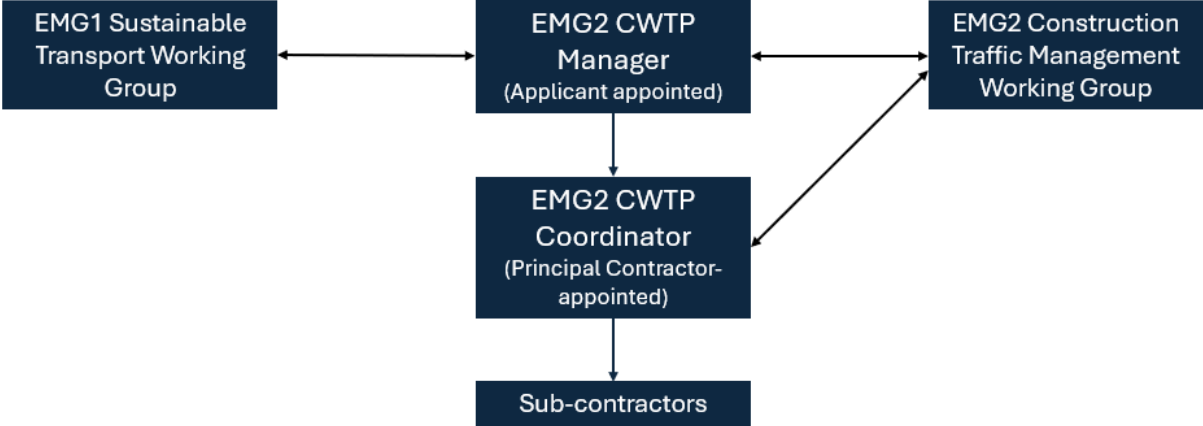 EMG1 Sustainable
Transport Working
Group
EMG2 CWTP
Manager
(Applicant appointed)
EMG2 Construction
Traffic Management
Working Group
EMG2 CWTP
Coordinator
(Principal Contractor-
appointed)
Sub-contractors